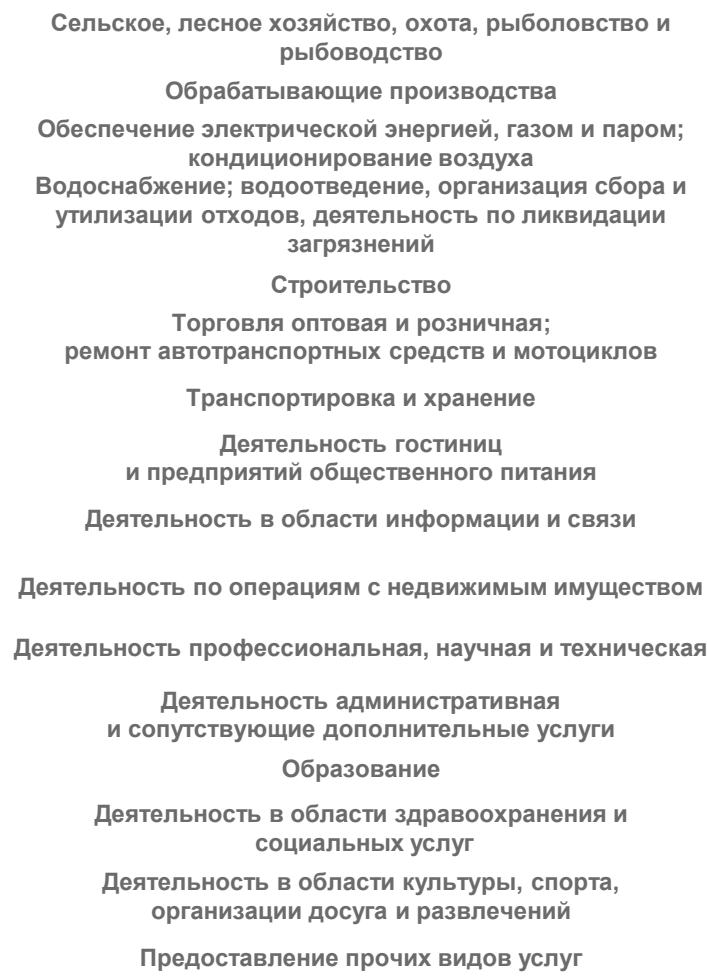 Сельское, лесное хозяйство, охота, рыболовство и
рыбоводство
Обрабатывающие производства
Обеспечение электрической энергией, газом и паром;
кондиционирование воздуха
Водоснабжение; водоотведение, организация сбора и
утилизации отходов, деятельность по ликвидации
загрязнений
Строительство
Торговля оптовая и розничная;
ремонт автотранспортных средств и мотоциклов
Транспортировка и хранение
Деятельность гостиниц
и предприятий общественного питания
Деятельность в области информации и связи
Деятельность по операциям с недвижимым имуществом
Деятельность профессиональная, научная и техническая
Деятельность административная
и сопутствующие дополнительные услуги
Образование
Деятельность в области здравоохранения и
социальных услуг
Деятельность в области культуры, спорта,
организации досуга и развлечений
Предоставление прочих видов услуг